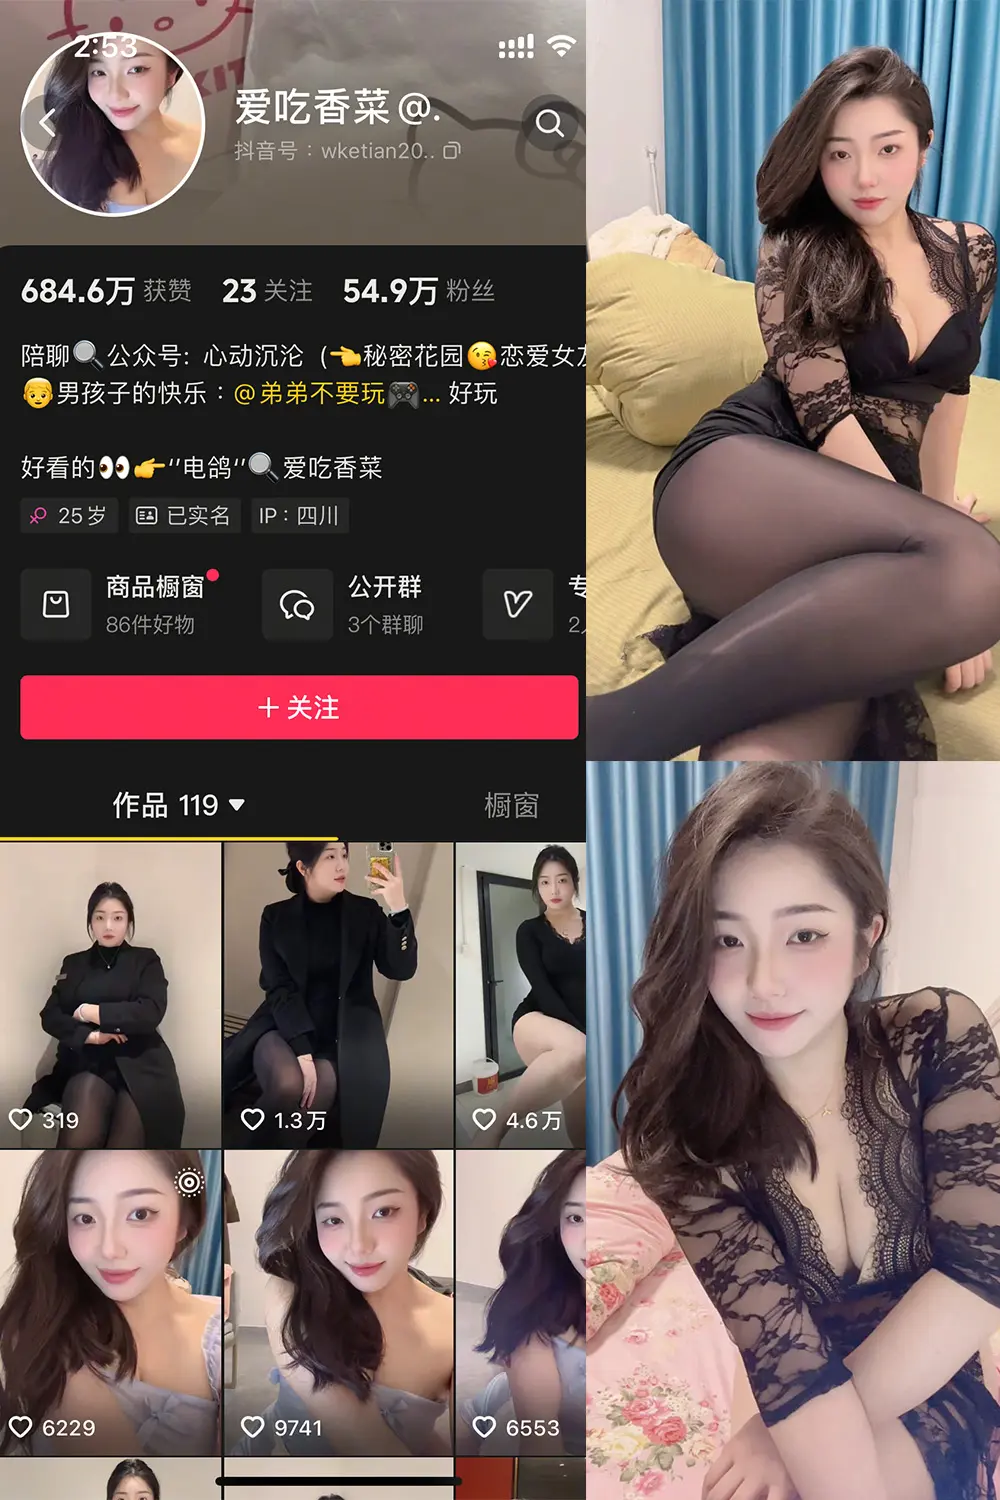 2:53
KIT
爱吃香菜@.
抖音号：wketian20..
684.6万 获赞 23 关注 54.9万 粉丝
陪聊🔍公众号: 心动沉沦（👈秘密花园😘恋爱女
👨‍🦳男孩子的快乐：@弟弟不要玩🎮... 好玩
好看的👀👉“电鸽”🔍爱吃香菜
25岁 已实名 IP：四川
商品橱窗 公开群
86件好物 3个群聊
+ 关注
作品 119 橱窗
319 1.3万 4.6万
6229 9741 6553